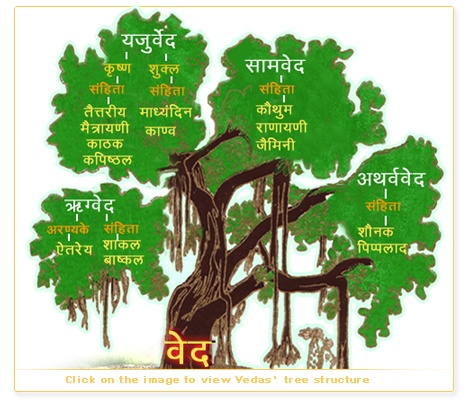 यजुर्वेद
कृष्ण शुक्ल
संहिता संहिता
तैत्तरीय माध्यंदिन
मैत्रायणी काण्व
काठक
कपिष्ठल
सामवेद
संहिता
कौथुम
राणायणी
जैमिनी
अथर्ववेद
संहिता
शौनक
पिप्पलाद
ऋग्वेद
अरण्यके संहिता
ऐतरेय शाकल
बाष्कल
वेद
Click on the image to view Vedas' tree structure